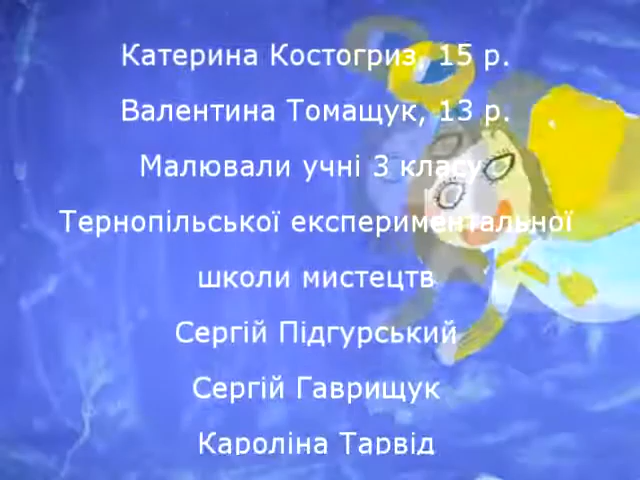 Катерина Костогриз, 15 р.
Валентина Томащук, 13 р.
Малювали учні 3 класу
Тернопільської експериментальної
школи мистецтв
Сергій Підгурський
Сергій Гаврищук
Кароліна Тарвід